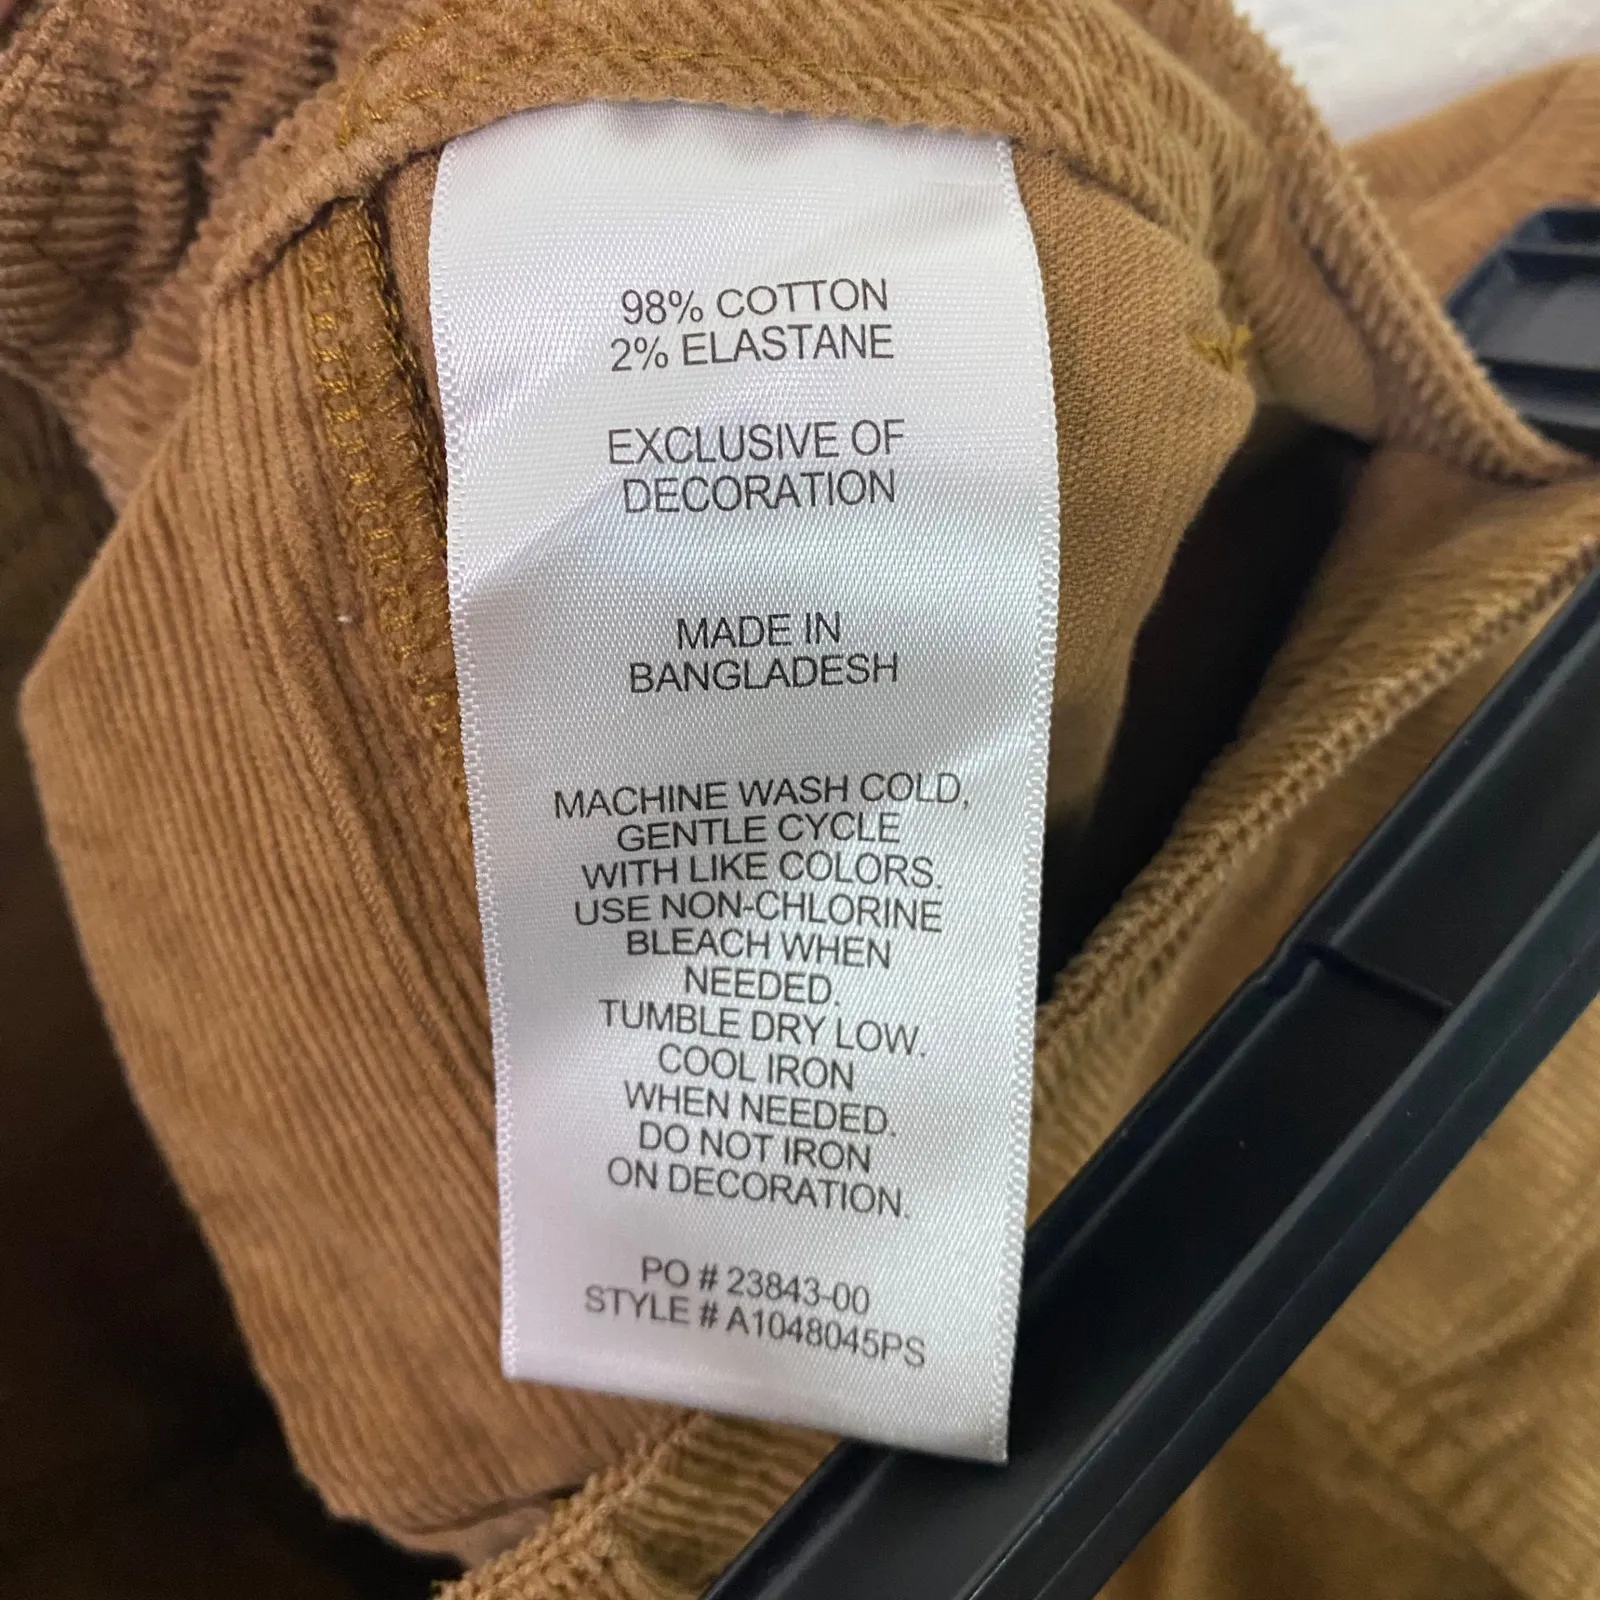 98% COTTON
2% ELASTANE
EXCLUSIVE OF
DECORATION
MADE IN
BANGLADESH
MACHINE WASH COLD,
GENTLE CYCLE
WITH LIKE COLORS.
USE NON-CHLORINE
BLEACH WHEN
NEEDED.
TUMBLE DRY LOW.
COOL IRON
WHEN NEEDED.
DO NOT IRON
ON DECORATION.
PO # 23843-00
STYLE # A1048045PS